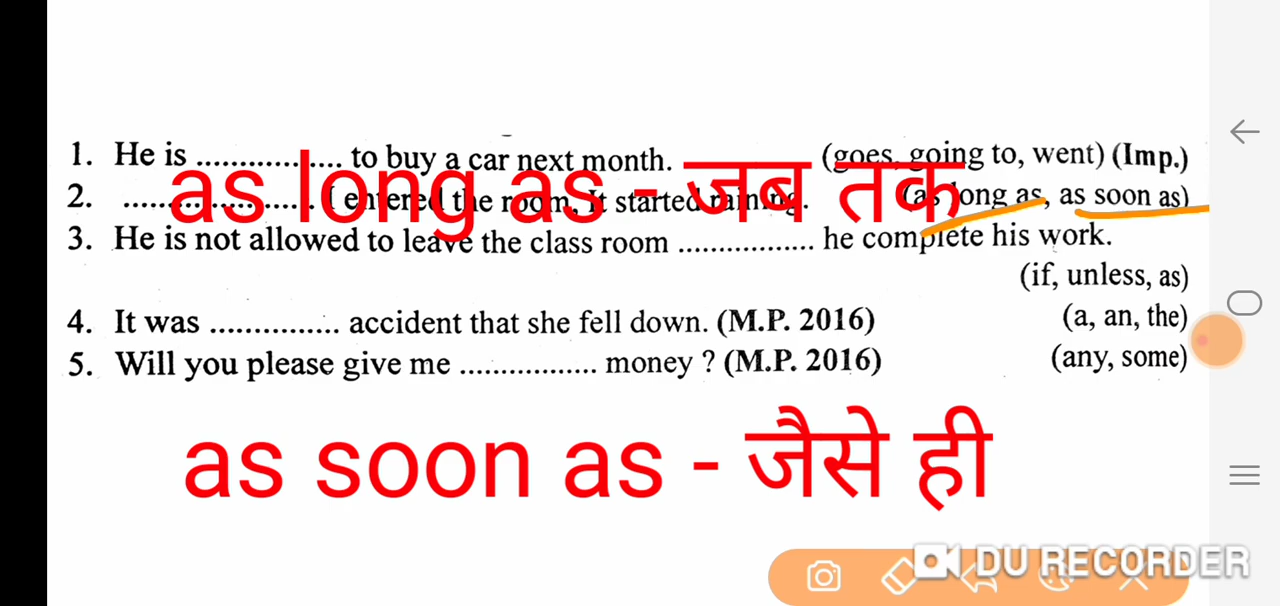 1. He is .................. to buy a car next month. (goes, going to, went) (Imp.)
as long as - जब तक
2. ........................ I entered the room, It started raining. (as long as, as soon as)
3. He is not allowed to leave the class room ................ he complete his work.
(if, unless, as)
4. It was ............... accident that she fell down. (M.P. 2016) (a, an, the)
5. Will you please give me ................ money ? (M.P. 2016) (any, some)
as soon as - जैसे ही
DU RECORDER